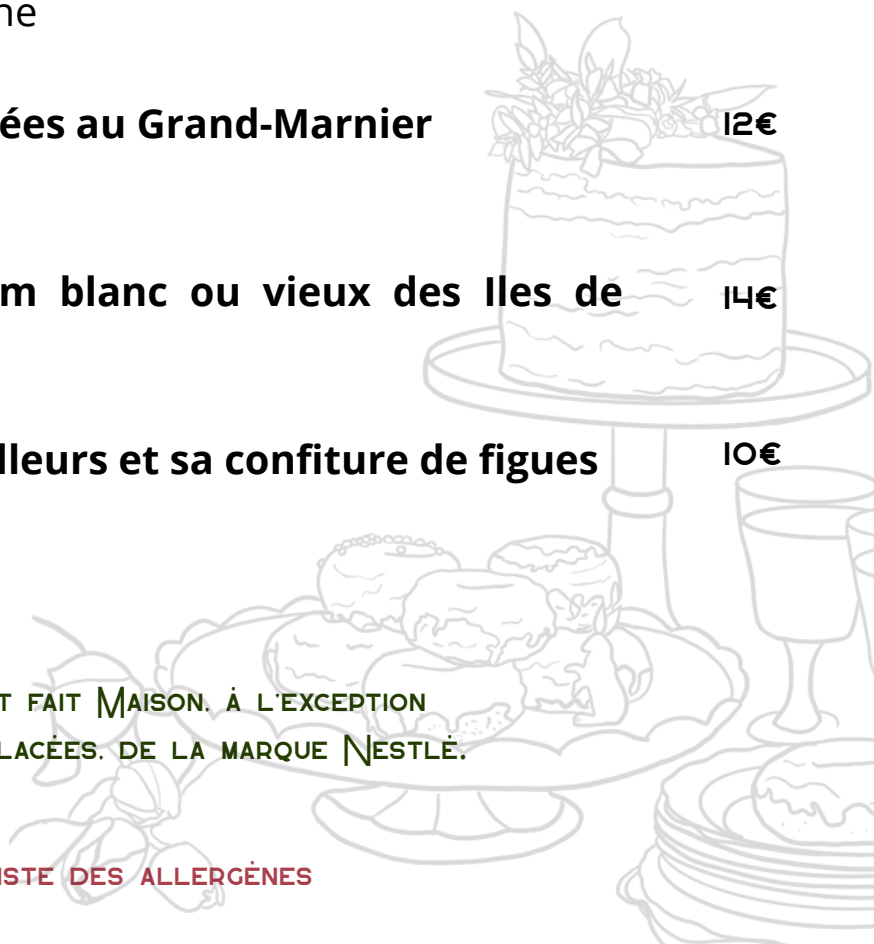 ne
ées au Grand-Marnier 12€
m blanc ou vieux des Iles de 14€
lleurs et sa confiture de figues 10€
T FAIT MAISON, À L'EXCEPTION
LACÉES, DE LA MARQUE NESTLÉ.
ISTE DES ALLERGÈNES